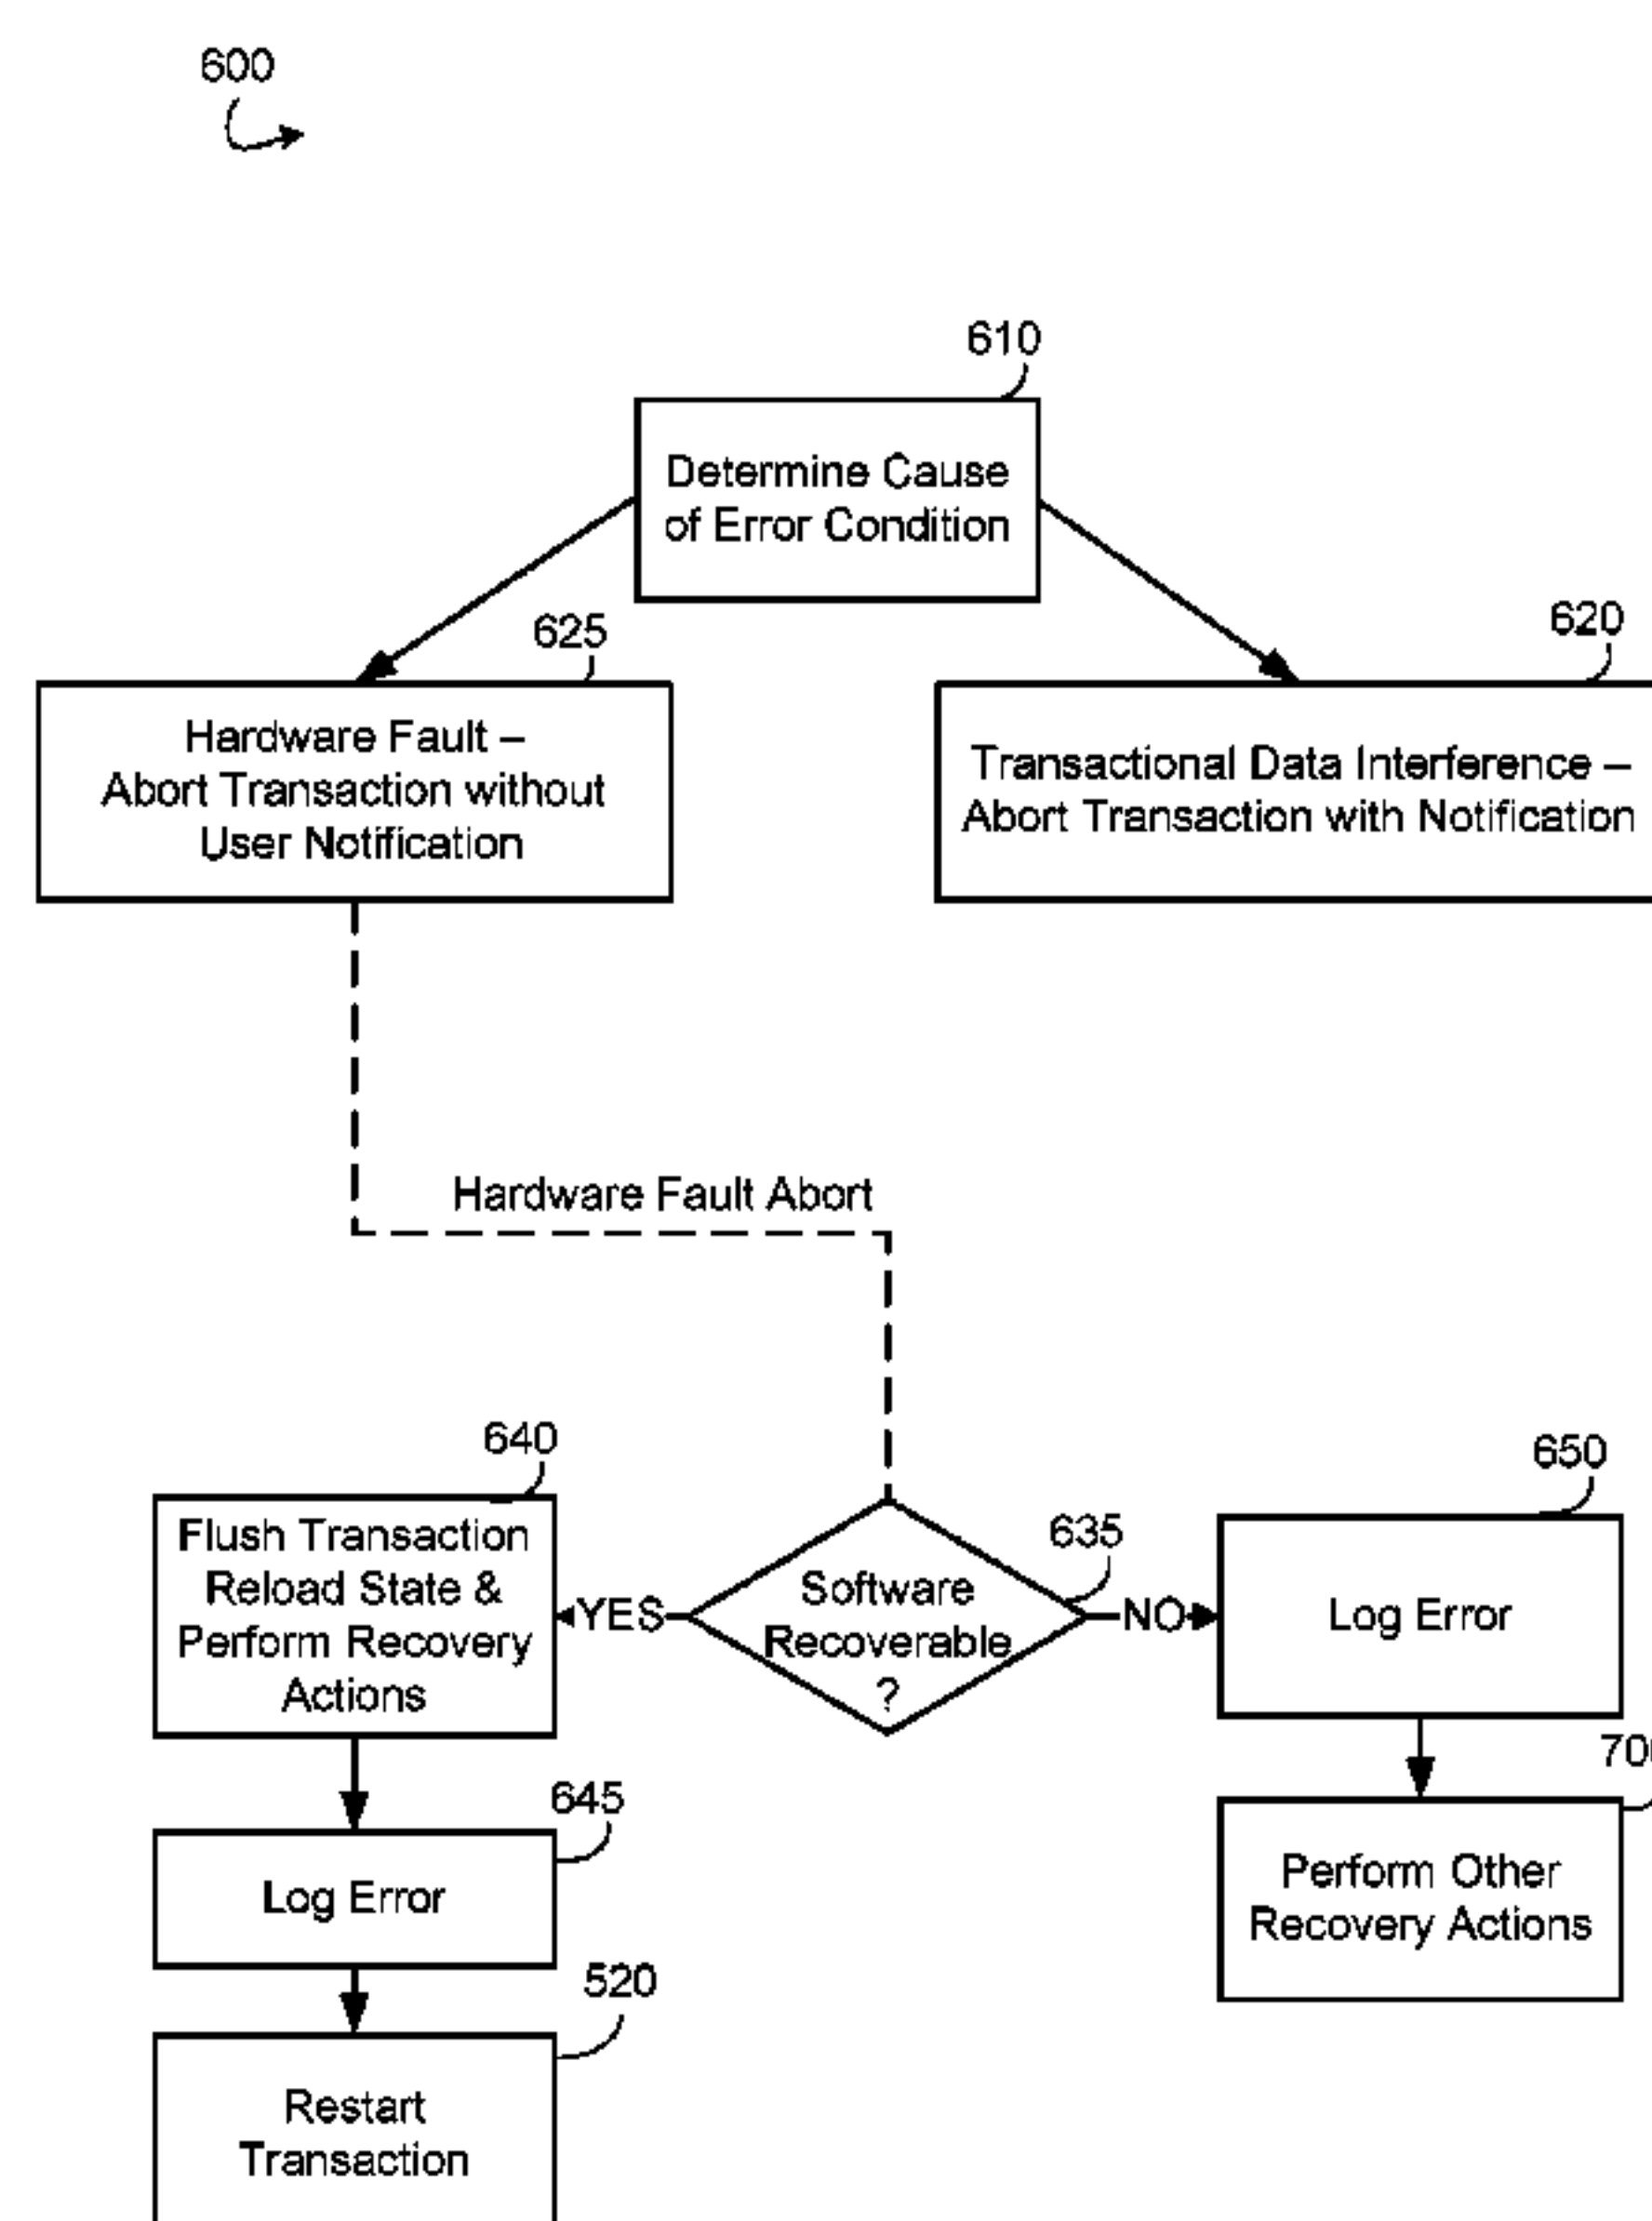 600
610
Determine Cause
of Error Condition
625
620
Hardware Fault –
Abort Transaction without
User Notification
Transactional Data Interference –
Abort Transaction with Notification
Hardware Fault Abort
640
650
635
Flush Transaction
Reload State &
Perform Recovery
Actions
YES
Software
Recoverable
?
NO
Log Error
645
Log Error
Perform Other
Recovery Actions
520
Restart
Transaction